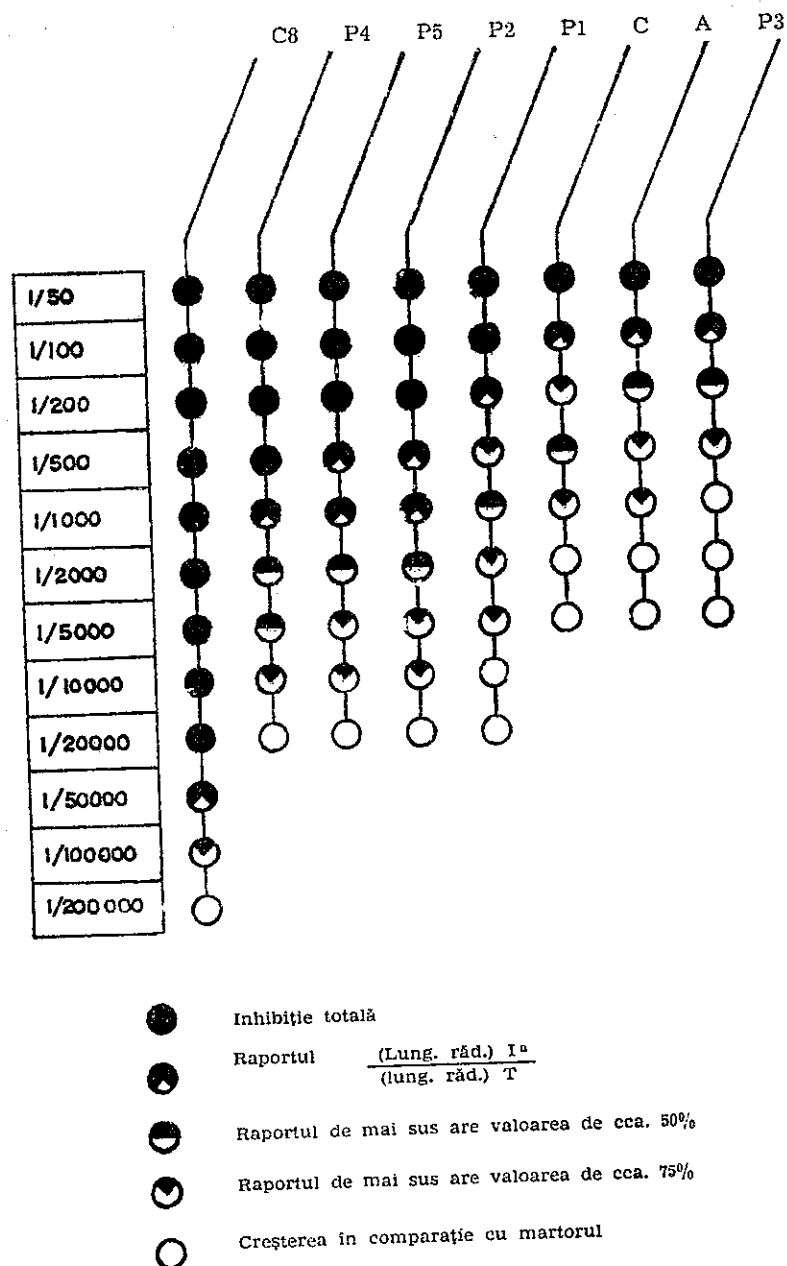 C8 P4 P5 P2 P1 C A P3
1/50
1/100
1/200
1/500
1/1000
1/2000
1/5000
1/10000
1/20000
1/50000
1/100000
1/200 000
Inhibiție totală
Raportul (Lung. răd.) Iª
(lung. răd.) T
Raportul de mai sus are valoarea de cca. 50%
Raportul de mai sus are valoarea de cca. 75%
Creșterea în comparație cu martorul